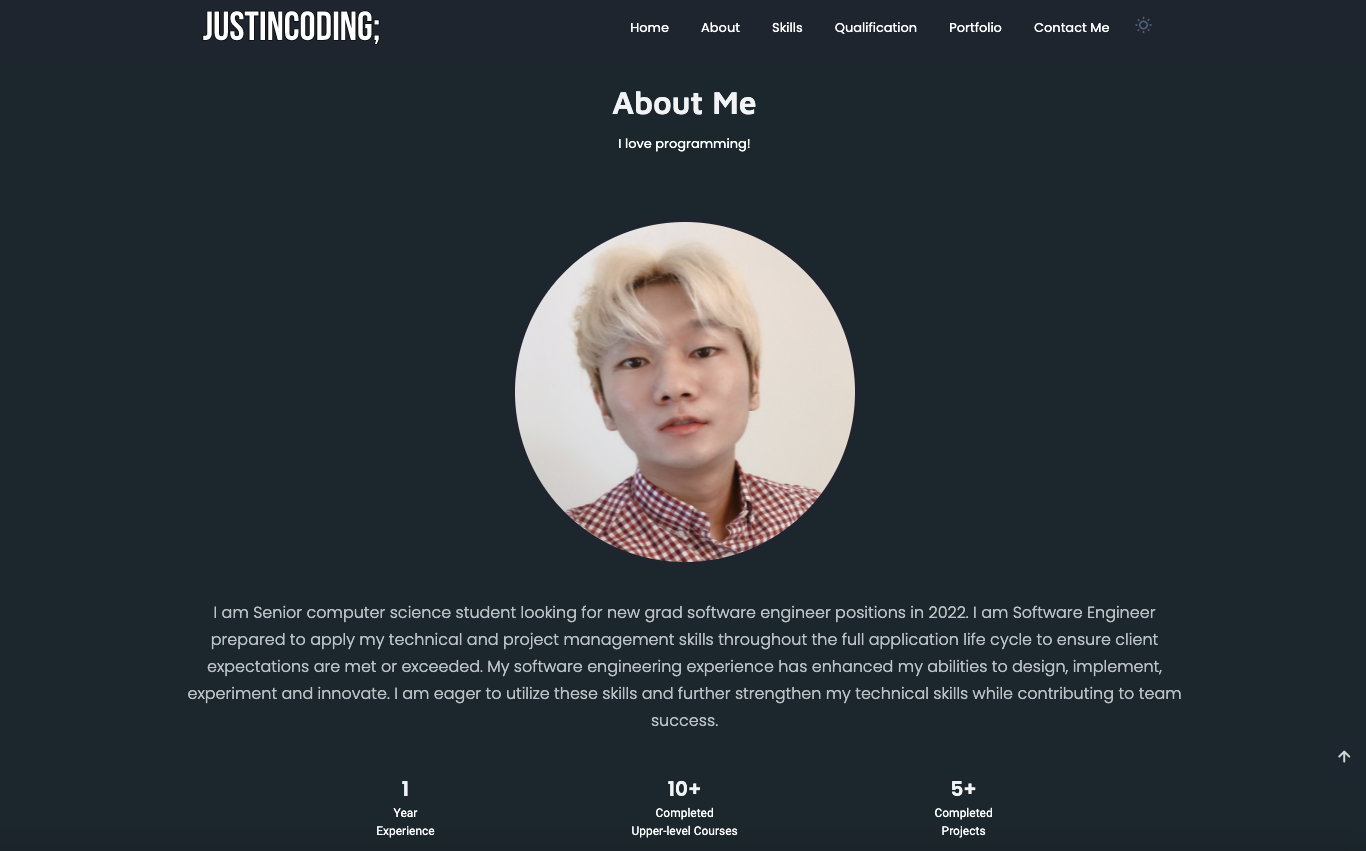 JUSTINCODING;
Home About Skills Qualification Portfolio Contact Me
About Me
I love programming!
I am Senior computer science student looking for new grad software engineer positions in 2022. I am Software Engineer
prepared to apply my technical and project management skills throughout the full application life cycle to ensure client
expectations are met or exceeded. My software engineering experience has enhanced my abilities to design, implement,
experiment and innovate. I am eager to utilize these skills and further strengthen my technical skills while contributing to team
success.
1 10+ 5+
Year Completed Completed
Experience Upper-level Courses Projects